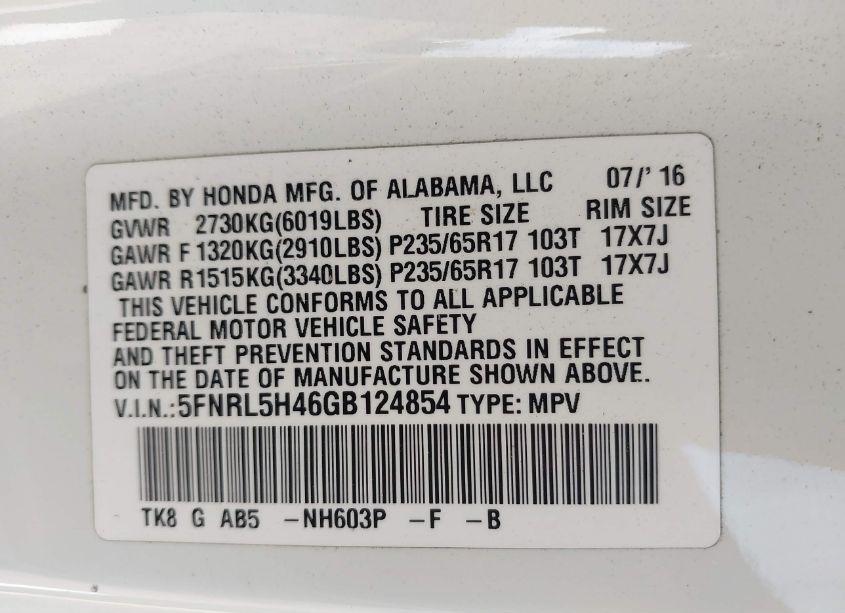 MFD. BY HONDA MFG. OF ALABAMA, LLC 07/' 16
GVWR 2730KG(6019LBS) TIRE SIZE RIM SIZE
GAWR F 1320KG(2910LBS) P235/65R17 103T 17X7J
GAWR R1515KG(3340LBS) P235/65R17 103T 17X7J
THIS VEHICLE CONFORMS TO ALL APPLICABLE
FEDERAL MOTOR VEHICLE SAFETY
AND THEFT PREVENTION STANDARDS IN EFFECT
ON THE DATE OF MANUFACTURE SHOWN ABOVE.
V.I.N.:5FNRL5H46GB124854 TYPE: MPV
TK8 G AB5 -NH603P -F -B